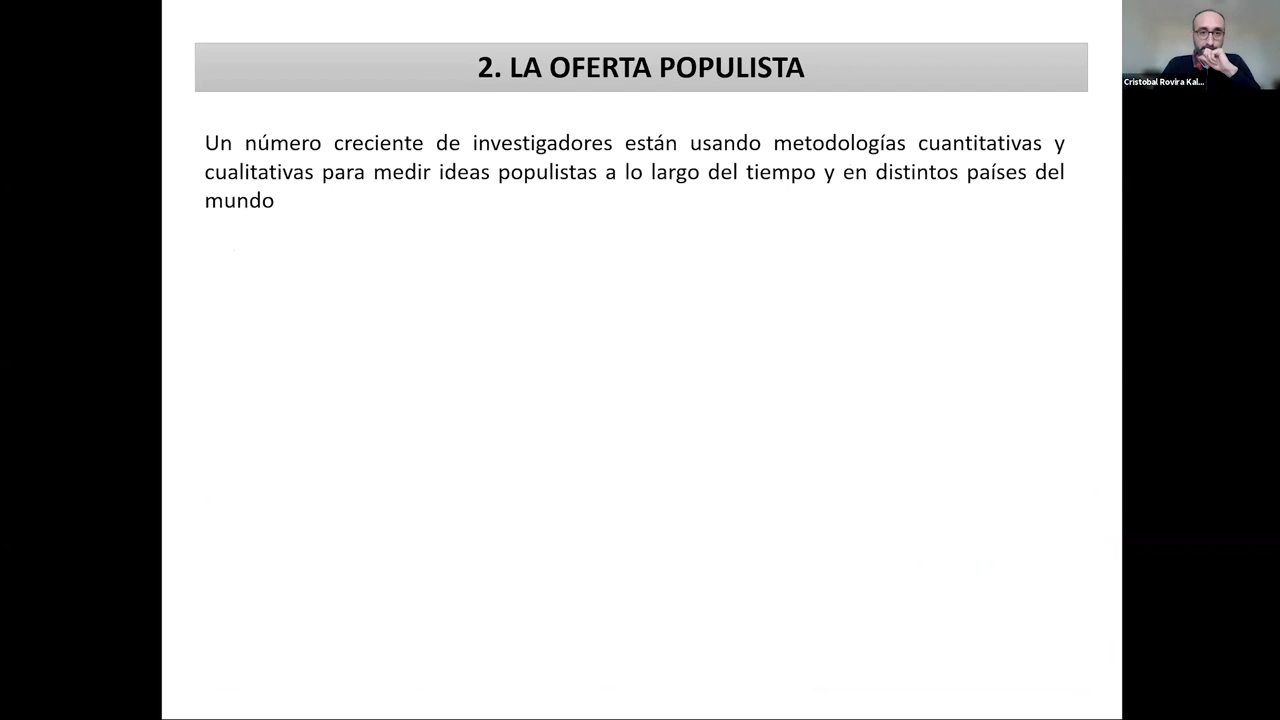 2. LA OFERTA POPULISTA
Un número creciente de investigadores están usando metodologías cuantitativas y
cualitativas para medir ideas populistas a lo largo del tiempo y en distintos países del
mundo
Cristobal Rovira Kal...